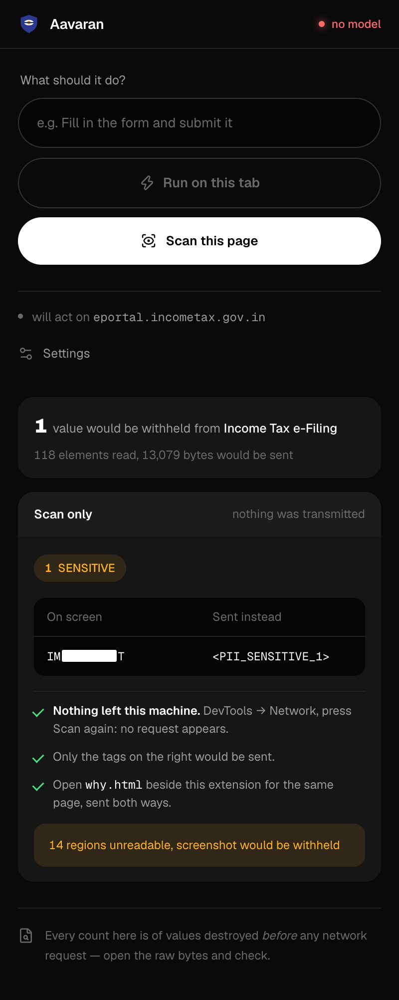 Aavaran
no model
What should it do?
e.g. Fill in the form and submit it
Run on this tab
Scan this page
will act on eportal.incometax.gov.in
Settings
1 value would be withheld from Income Tax e-Filing
118 elements read, 13,079 bytes would be sent
Scan only
nothing was transmitted
1 SENSITIVE
On screen
Sent instead
IM T
<PII_SENSITIVE_1>
Nothing left this machine. DevTools → Network, press
Scan again: no request appears.
Only the tags on the right would be sent.
Open why.html beside this extension for the same
page, sent both ways.
14 regions unreadable, screenshot would be withheld
Every count here is of values destroyed before any network
request — open the raw bytes and check.